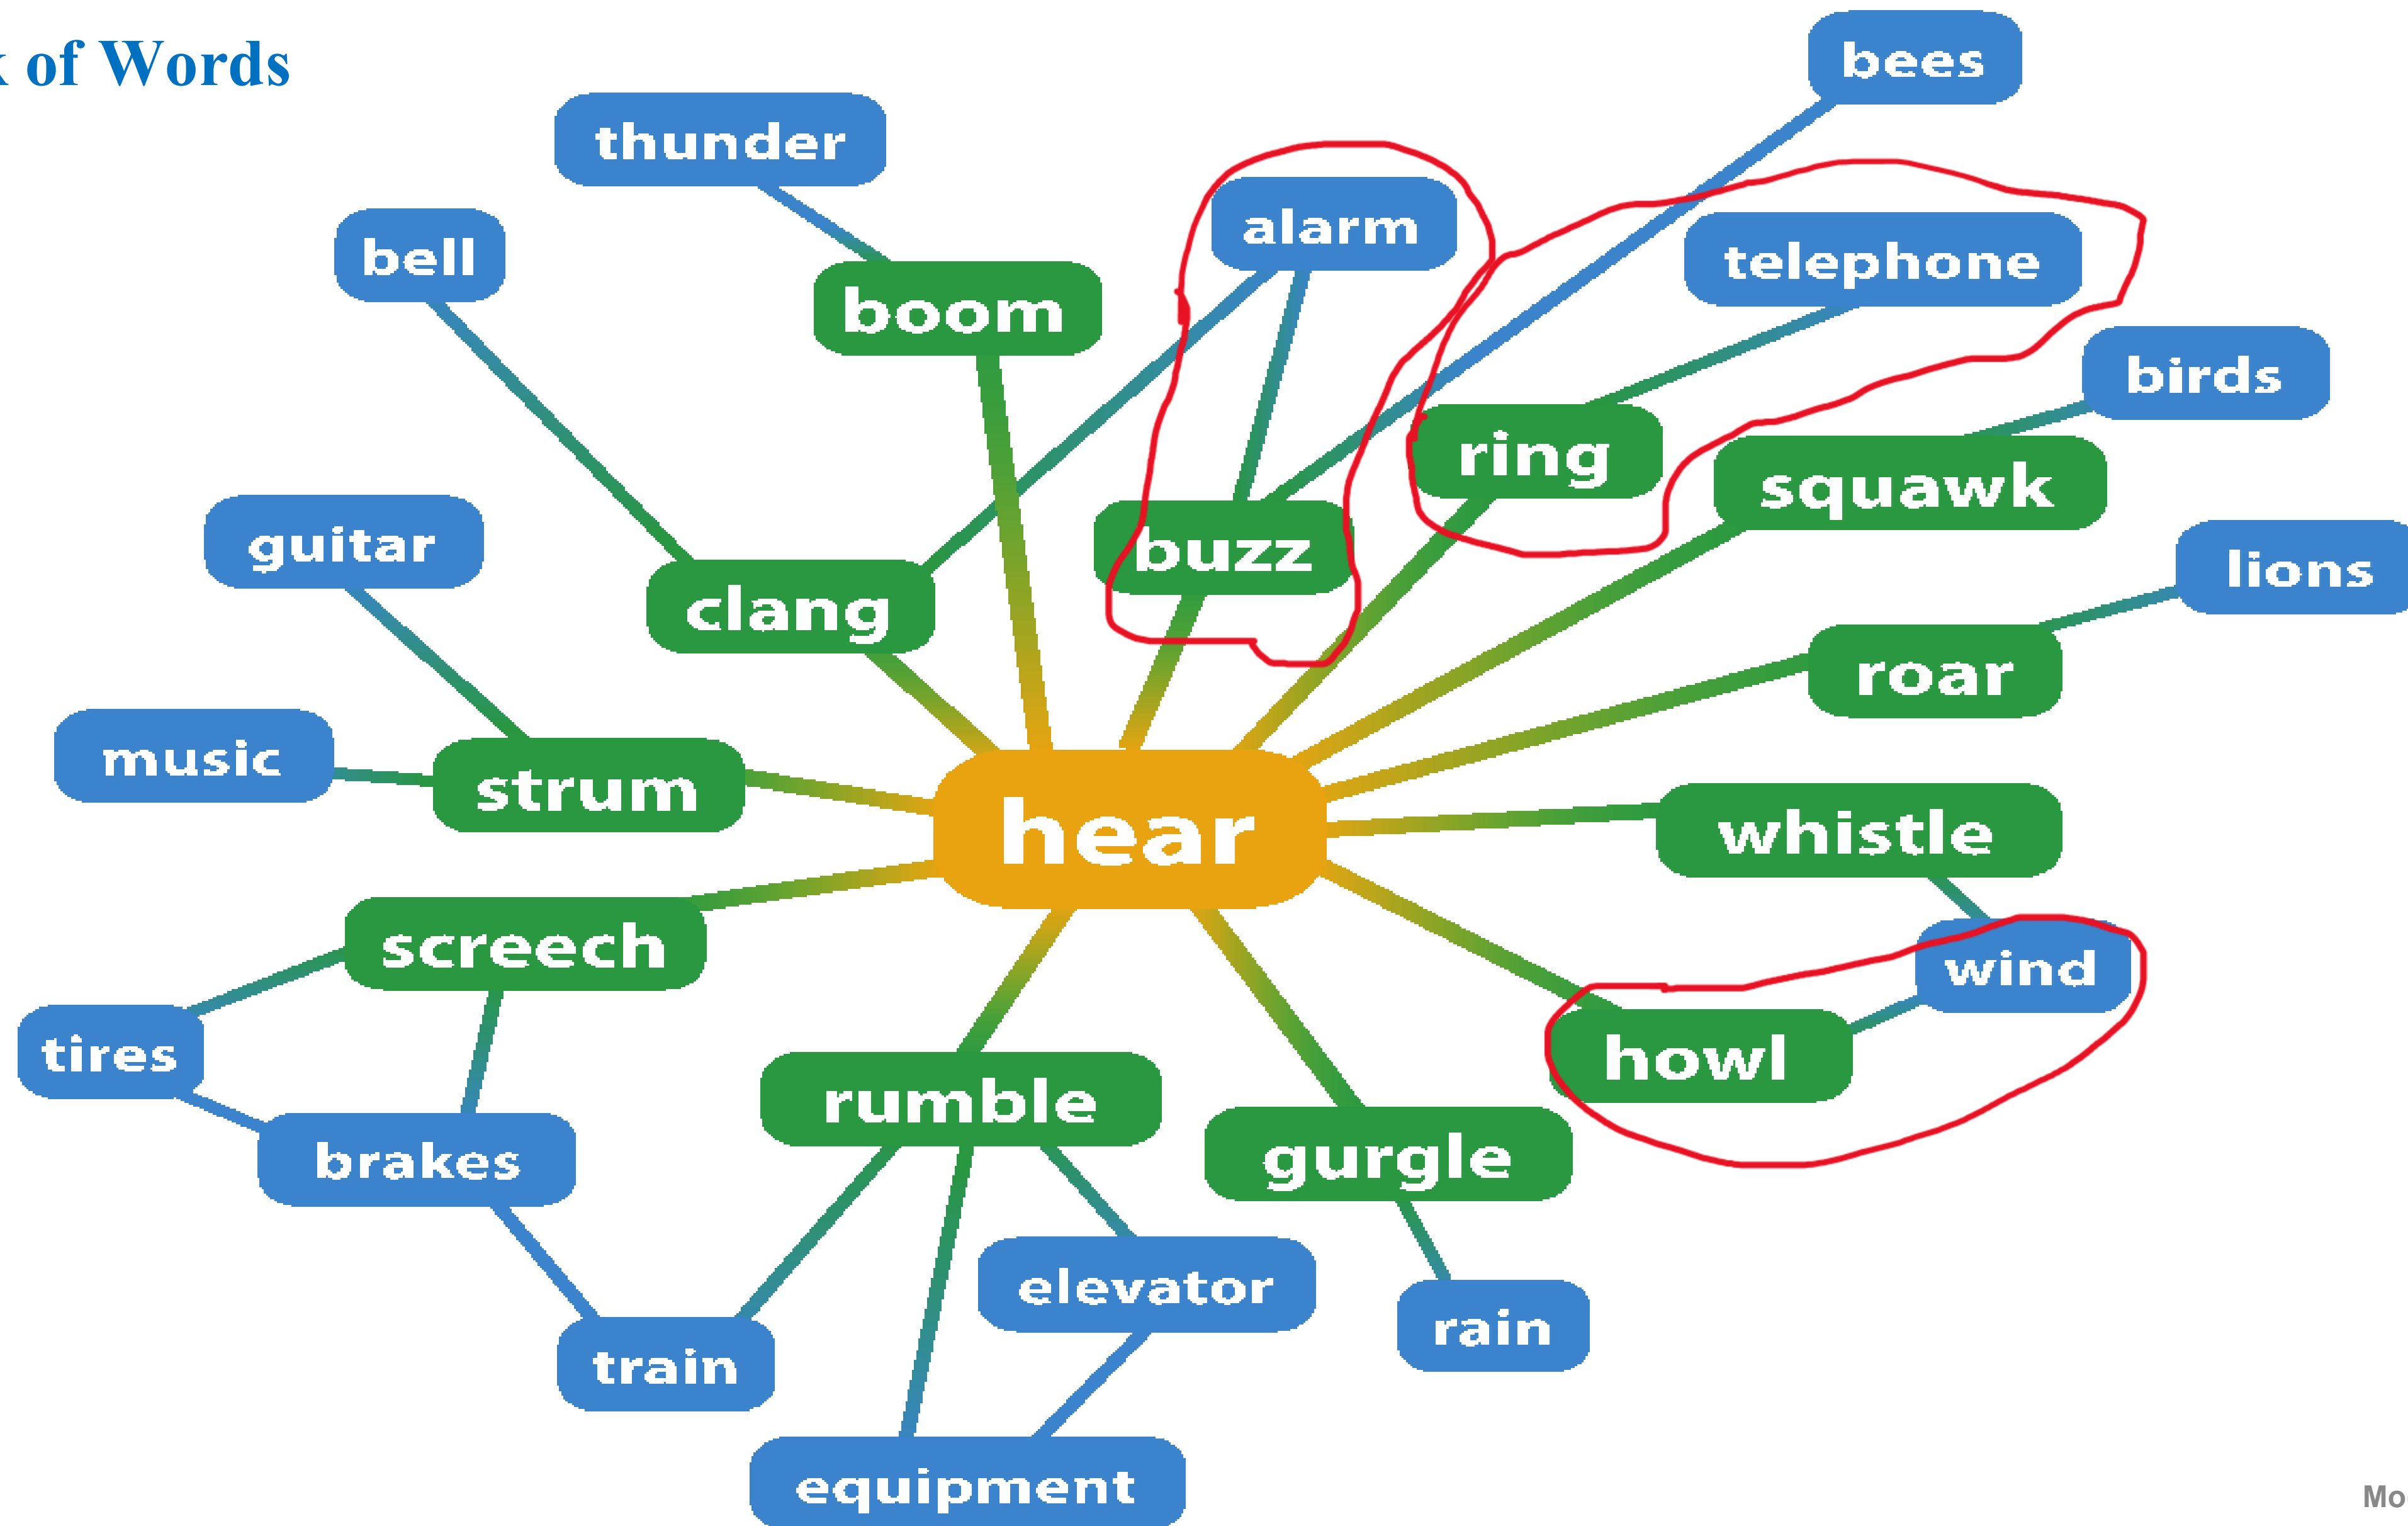 k of Words
bees
thunder
alarm
bell
telephone
boom
birds
ring
squawk
guitar
buzz
lions
clang
roar
music
strum
hear
whistle
screech
wind
tires
howl
rumble
brakes
gurgle
elevator
rain
train
equipment
Mo